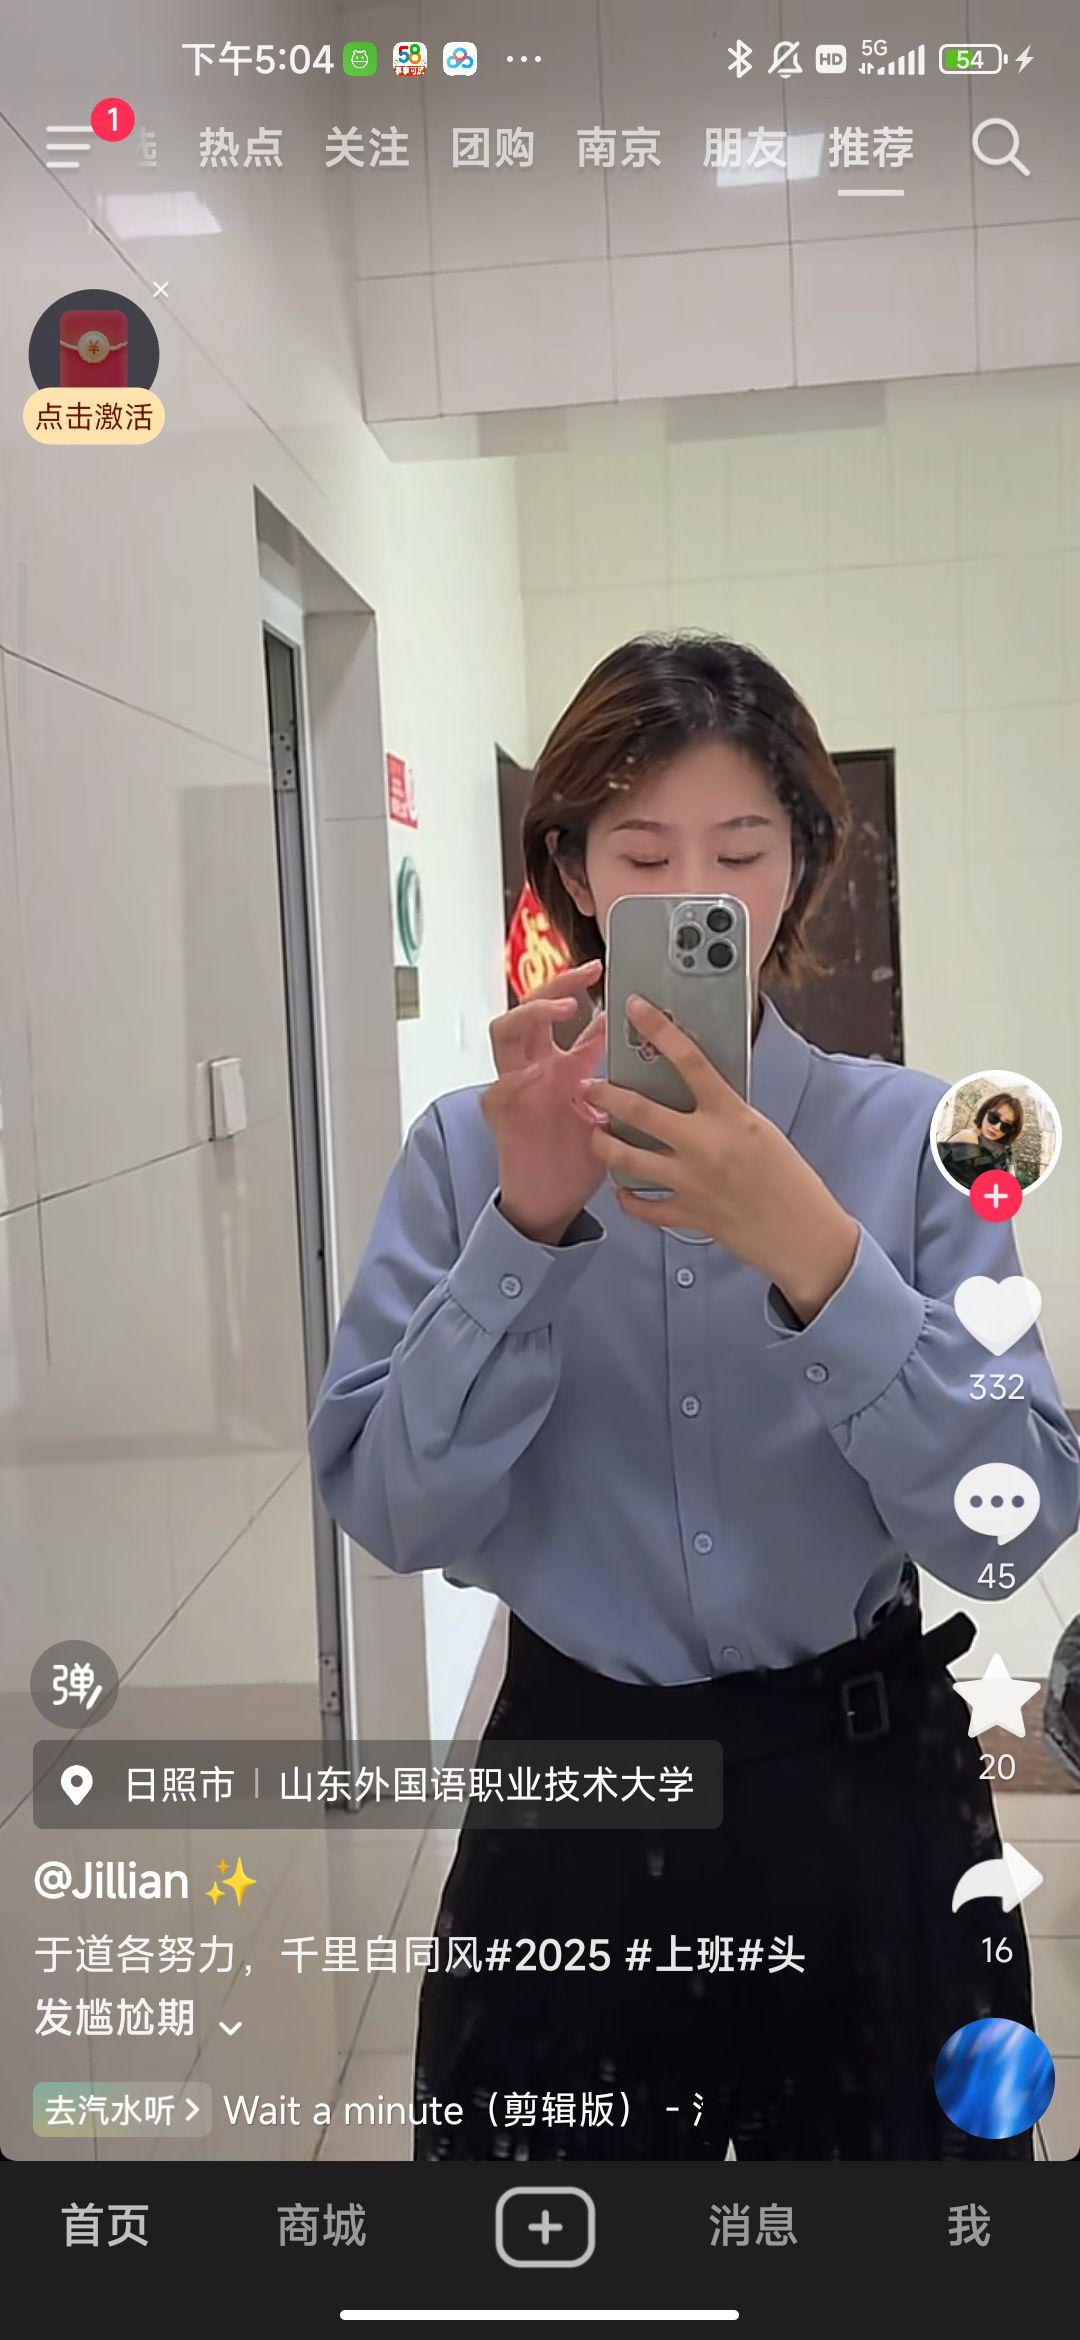 下午5:04
58
HD
5G
54
1
热点 关注 团购 南京 朋友 推荐
点击激活
332
45
弹
20
日照市 | 山东外国语职业技术大学
@Jillian ✨
于道各努力，千里自同风#2025 #上班#头
发尴尬期
16
去汽水听 > Wait a minute（剪辑版） -
首页 商城 消息 我